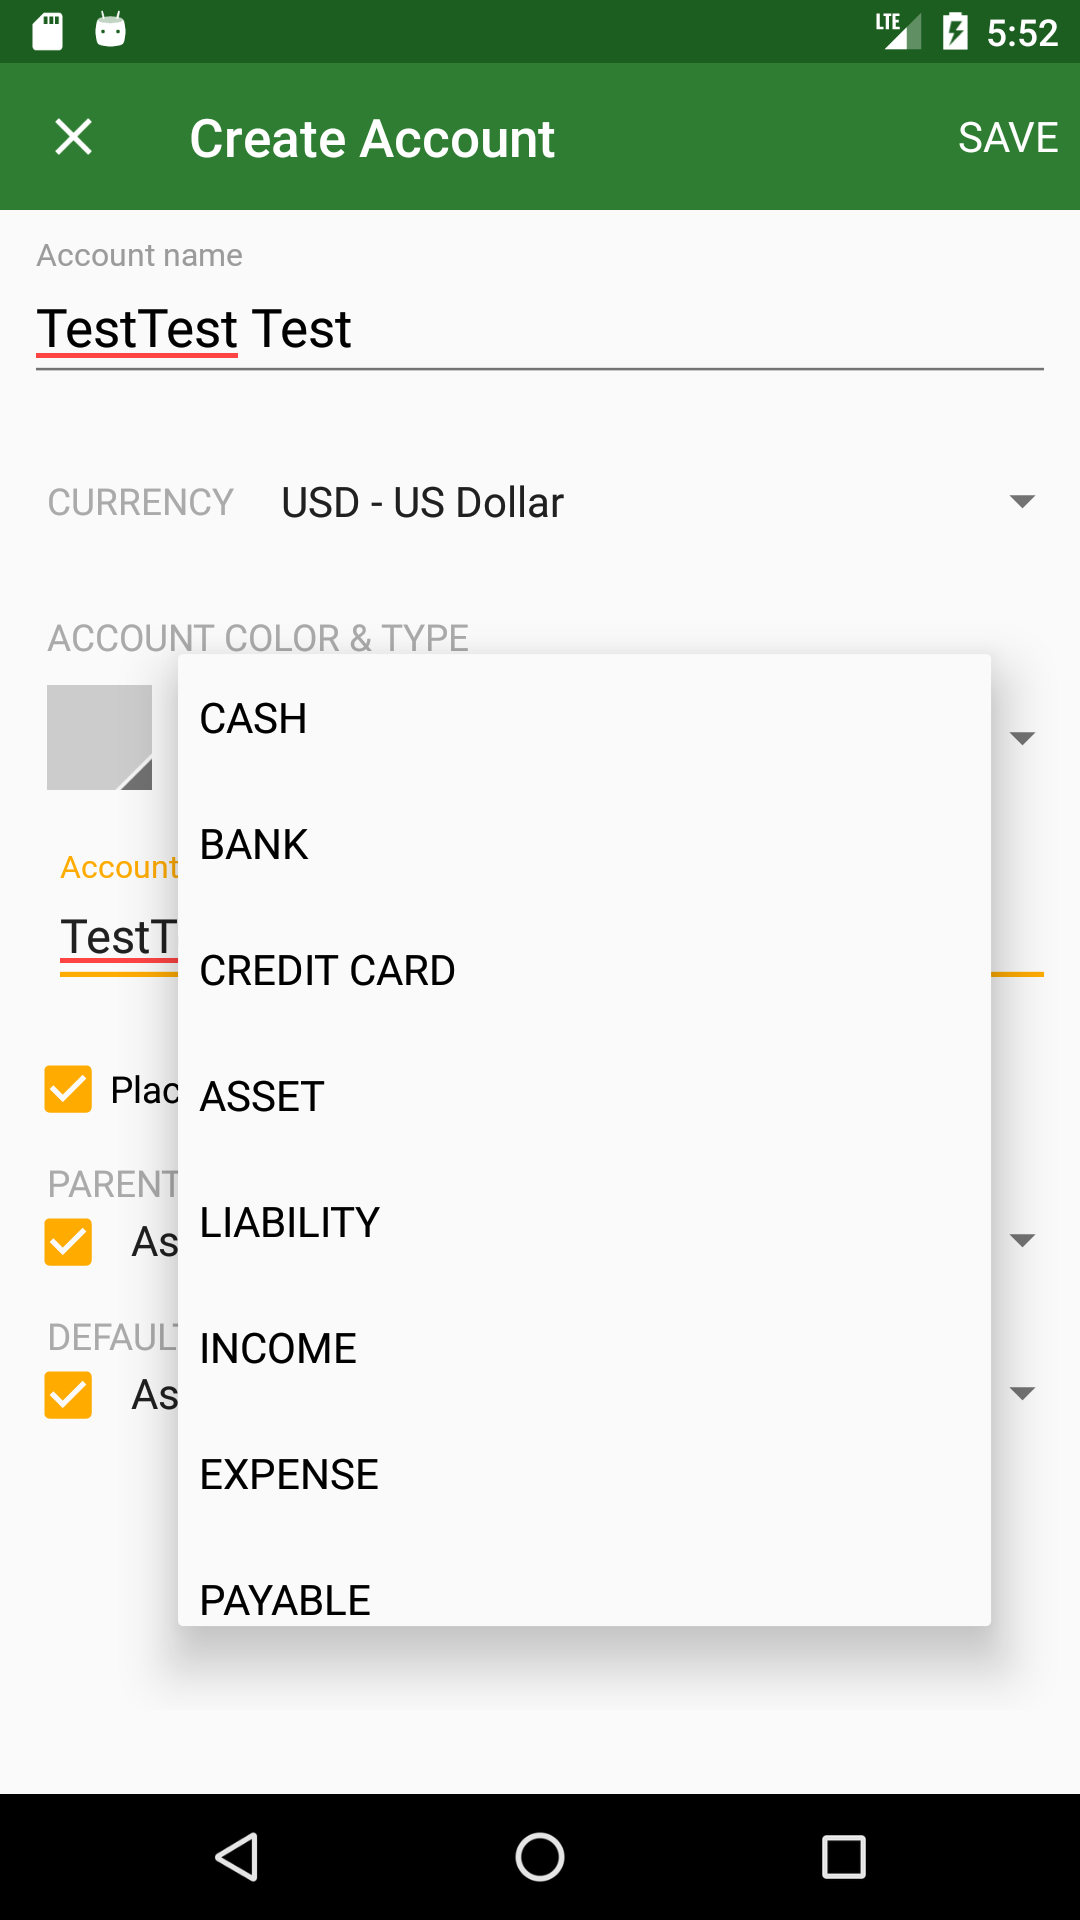 LTE 5:52
Create Account SAVE
Account name
TestTest Test
CURRENCY USD - US Dollar
ACCOUNT COLOR & TYPE
CASH
BANK
Account
TestT
CREDIT CARD
Plac
ASSET
PARENT
LIABILITY
As
DEFAULT
INCOME
As
EXPENSE
PAYABLE